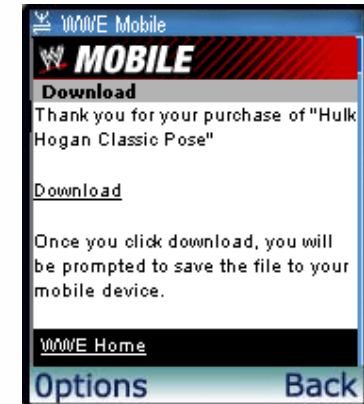 WWE Mobile
W MOBILE
Download
Thank you for your purchase of "Hulk
Hogan Classic Pose"
Download
Once you click download, you will
be prompted to save the file to your
mobile device.
WWE Home
Options Back